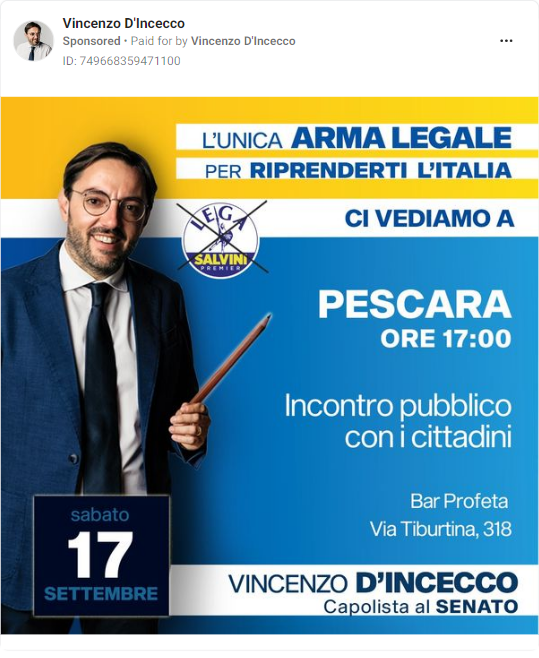 Vincenzo D'Incecco
Sponsored • Paid for by Vincenzo D'Incecco
ID: 749668359471100
L'UNICA ARMA LEGALE
PER RIPRENDERTI L'ITALIA
CI VEDIAMO A
LEGA
SALVINI
PREMIER
PESCARA
ORE 17:00
Incontro pubblico
con i cittadini
Bar Profeta
Via Tiburtina, 318
sabato
17
SETTEMBRE
VINCENZO D'INCECCO
Capolista al SENATO